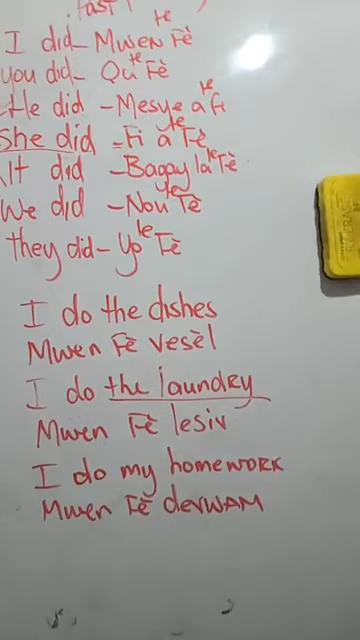 past
te
I did - Mwen Fè
te
you did - Ou Fè
te
He did - Mesye a fè
te
She did = Fi a Fè
te
It did - Bagay la Fè
te
We did - Nou Fè
te
they did - Yo Fè
I do the dishes
Mwen Fè vesèl
I do the laundry
Mwen Fè lesiv
I do my homework
Mwen Fè devwam